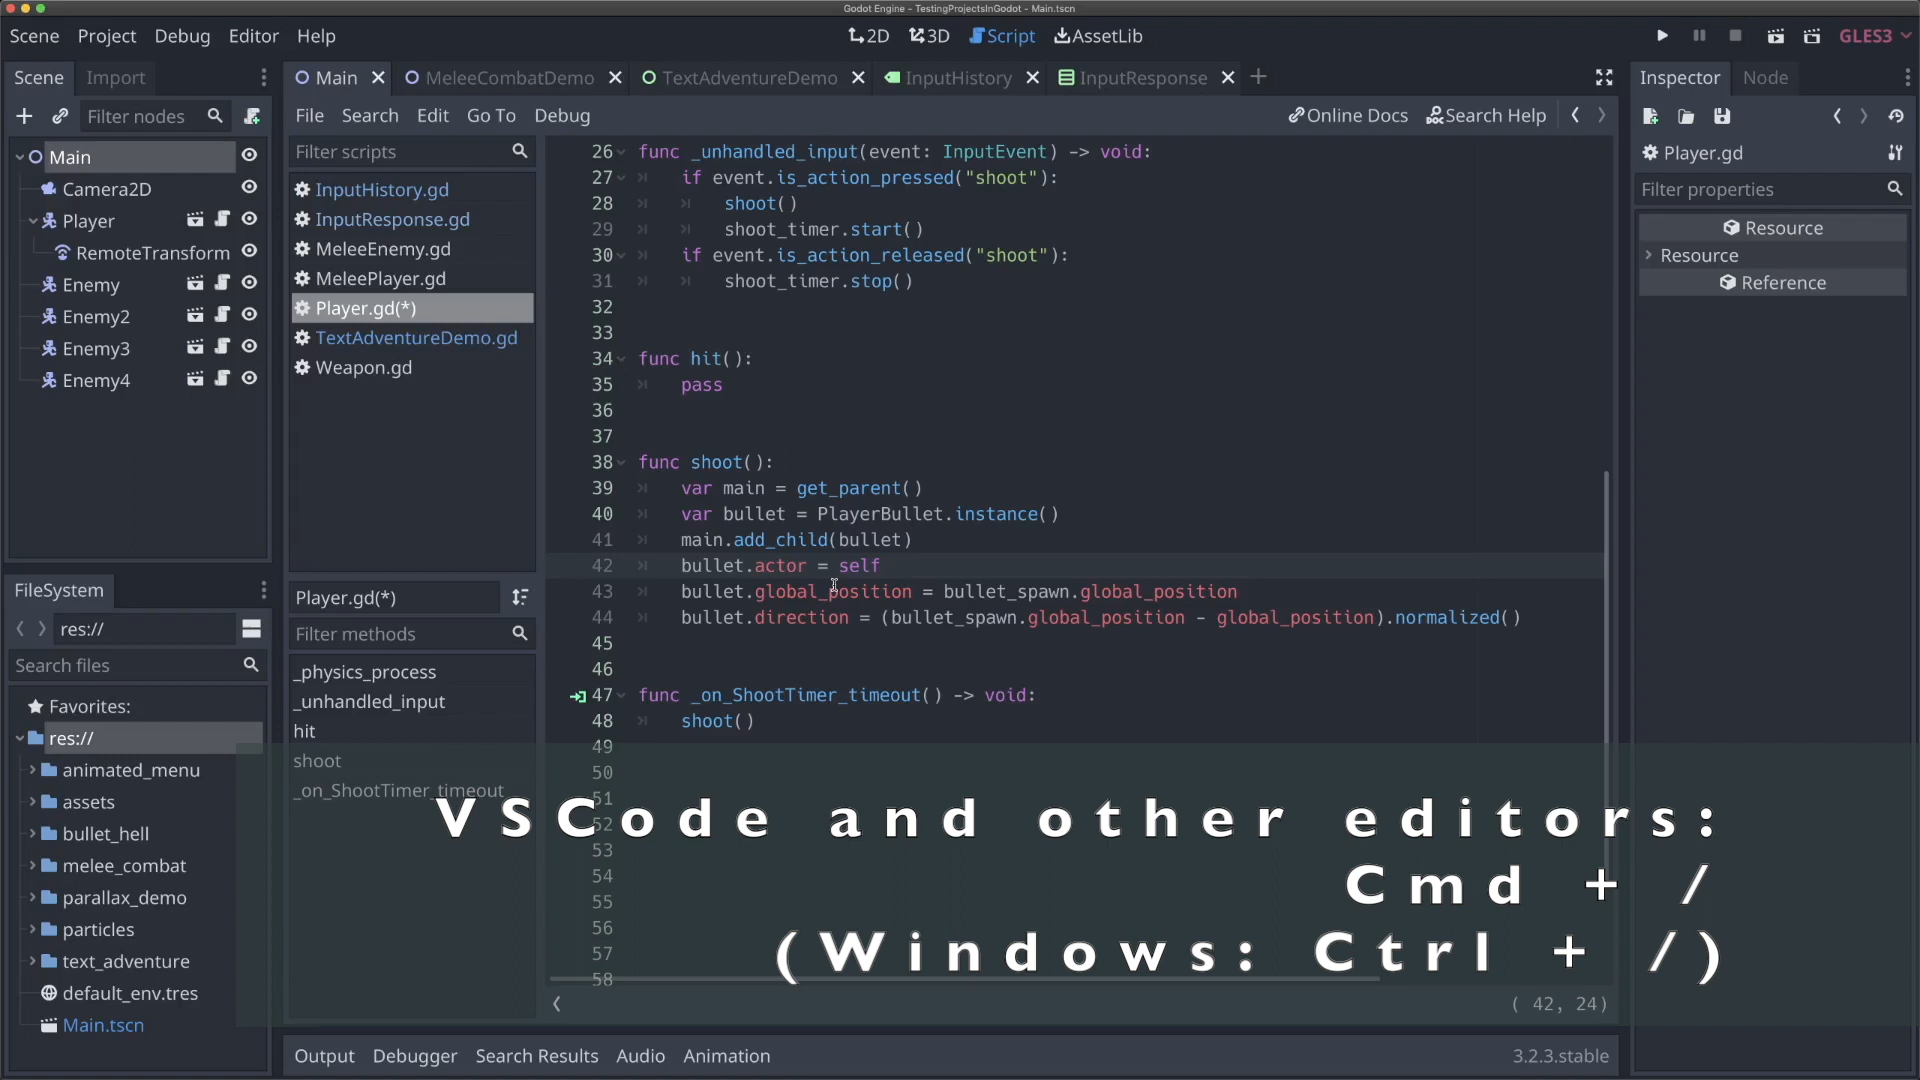 Godot Engine - TestingProjectsInGodot - Main.tscn
Scene Project Debug Editor Help
2D 3D Script AssetLib
GLES3
Scene Import
Filter nodes
Main
Camera2D
Player
RemoteTransform
Enemy
Enemy2
Enemy3
Enemy4
FileSystem
res://
Search files
Favorites:
res://
animated_menu
assets
bullet_hell
melee_combat
parallax_demo
particles
text_adventure
default_env.tres
Main.tscn
Main MeleeCombatDemo TextAdventureDemo InputHistory InputResponse
File Search Edit Go To Debug
Online Docs Search Help
Filter scripts
InputHistory.gd
InputResponse.gd
MeleeEnemy.gd
MeleePlayer.gd
Player.gd(*)
TextAdventureDemo.gd
Weapon.gd
Player.gd(*)
Filter methods
_physics_process
_unhandled_input
hit
shoot
_on_ShootTimer_timeout
26 func _unhandled_input(event: InputEvent) -> void:
27 if event.is_action_pressed("shoot"):
28 shoot()
29 shoot_timer.start()
30 if event.is_action_released("shoot"):
31 shoot_timer.stop()
32
33
34 func hit():
35 pass
36
37
38 func shoot():
39 var main = get_parent()
40 var bullet = PlayerBullet.instance()
41 main.add_child(bullet)
42 bullet.actor = self
43 bullet.global_position = bullet_spawn.global_position
44 bullet.direction = (bullet_spawn.global_position - global_position).normalized()
45
46
47 func _on_ShootTimer_timeout() -> void:
48 shoot()
49
50
51
52
53
54
55
56
57
58
VSCode and other editors:
Cmd + /
(Windows: Ctrl + /)
( 42, 24)
Output Debugger Search Results Audio Animation
3.2.3.stable
Inspector Node
Player.gd
Filter properties
Resource
Resource
Reference